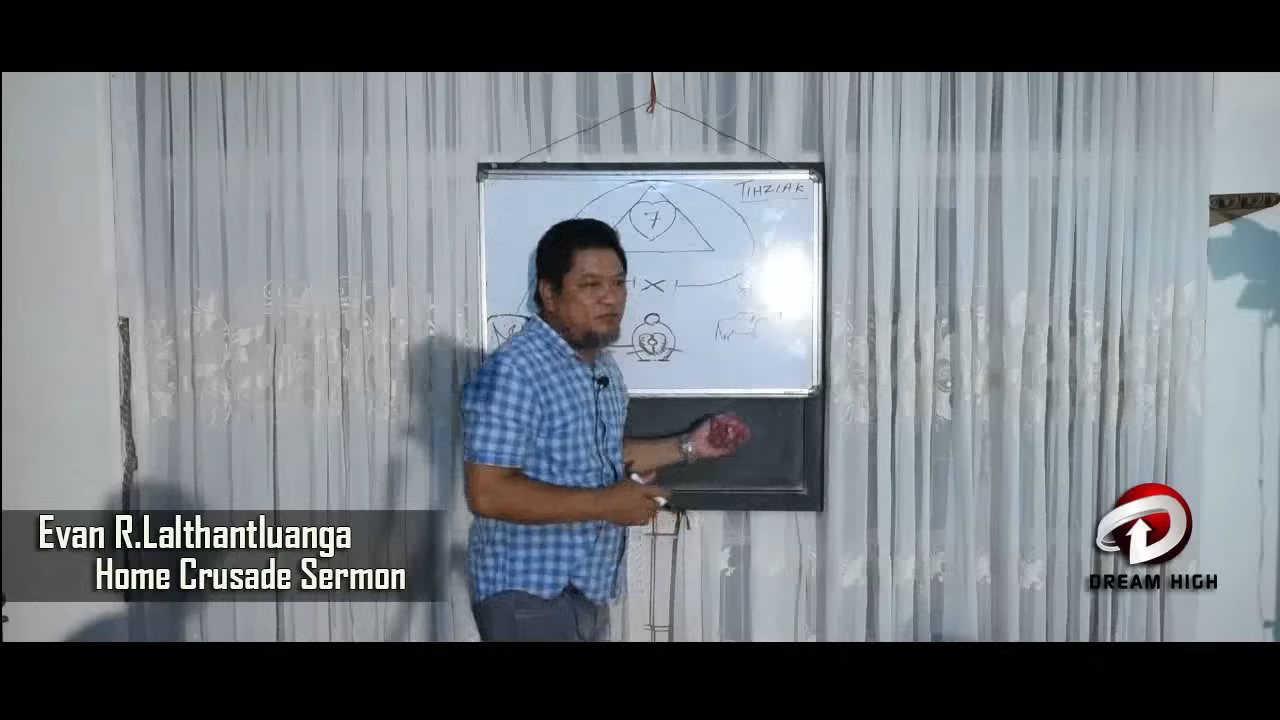 TIHZIAK
7
X
Evan R.Lalthantluanga
Home Crusade Sermon
DREAM HIGH